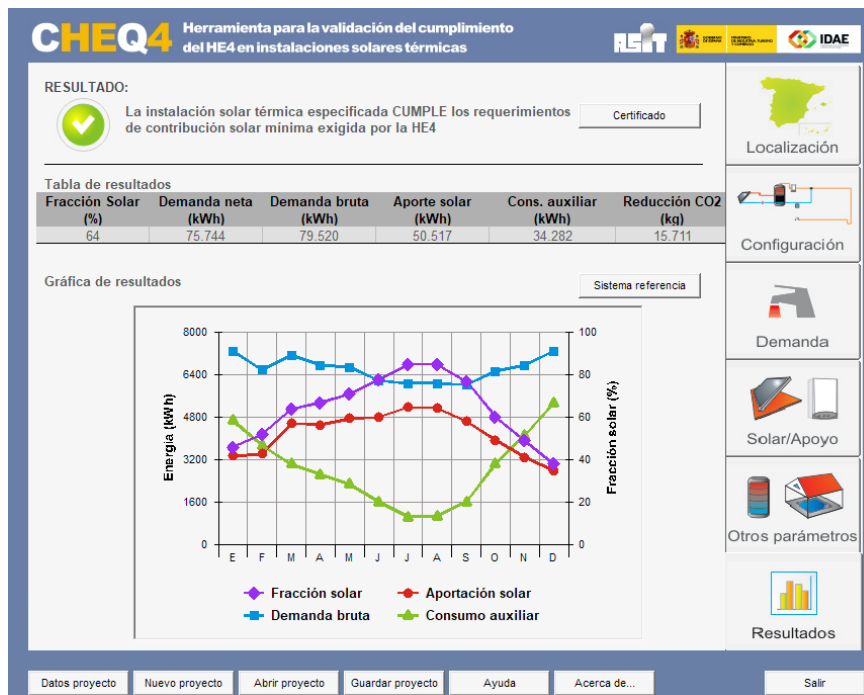 CHEQ4
Herramienta para la validación del cumplimiento
del HE4 en instalaciones solares térmicas
ASIT
IDAE
RESULTADO:
La instalación solar térmica especificada CUMPLE los requerimientos
de contribución solar mínima exigida por la HE4
Certificado
Tabla de resultados
Fracción Solar Demanda neta Demanda bruta Aporte solar Cons. auxiliar Reducción CO2
(%) (kWh) (kWh) (kWh) (kWh) (kg)
64 75.744 79.520 50.517 34.282 15.711
Gráfica de resultados
Sistema referencia
Energía (kWh)
8000
6400
4800
3200
1600
0
100
80
60
40
20
0
Fracción solar (%)
E F M A M J J A S O N D
Fracción solar
Aportación solar
Demanda bruta
Consumo auxiliar
Localización
Configuración
Demanda
Solar/Apoyo
Otros parámetros
Resultados
Datos proyecto
Nuevo proyecto
Abrir proyecto
Guardar proyecto
Ayuda
Acerca de...
Salir